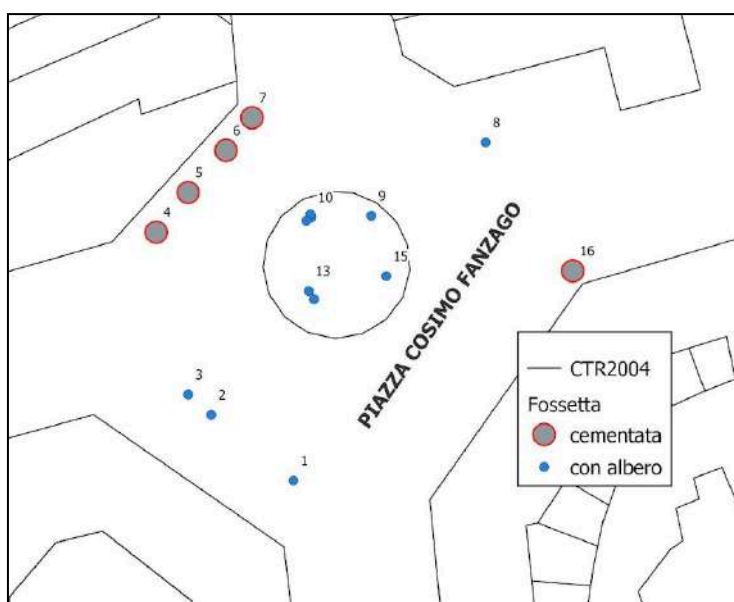 7
6
5
4
8
10
9
13
15
16
3
2
1
PIAZZA COSIMO FANZAGO
CTR2004
Fossetta
cementata
con albero